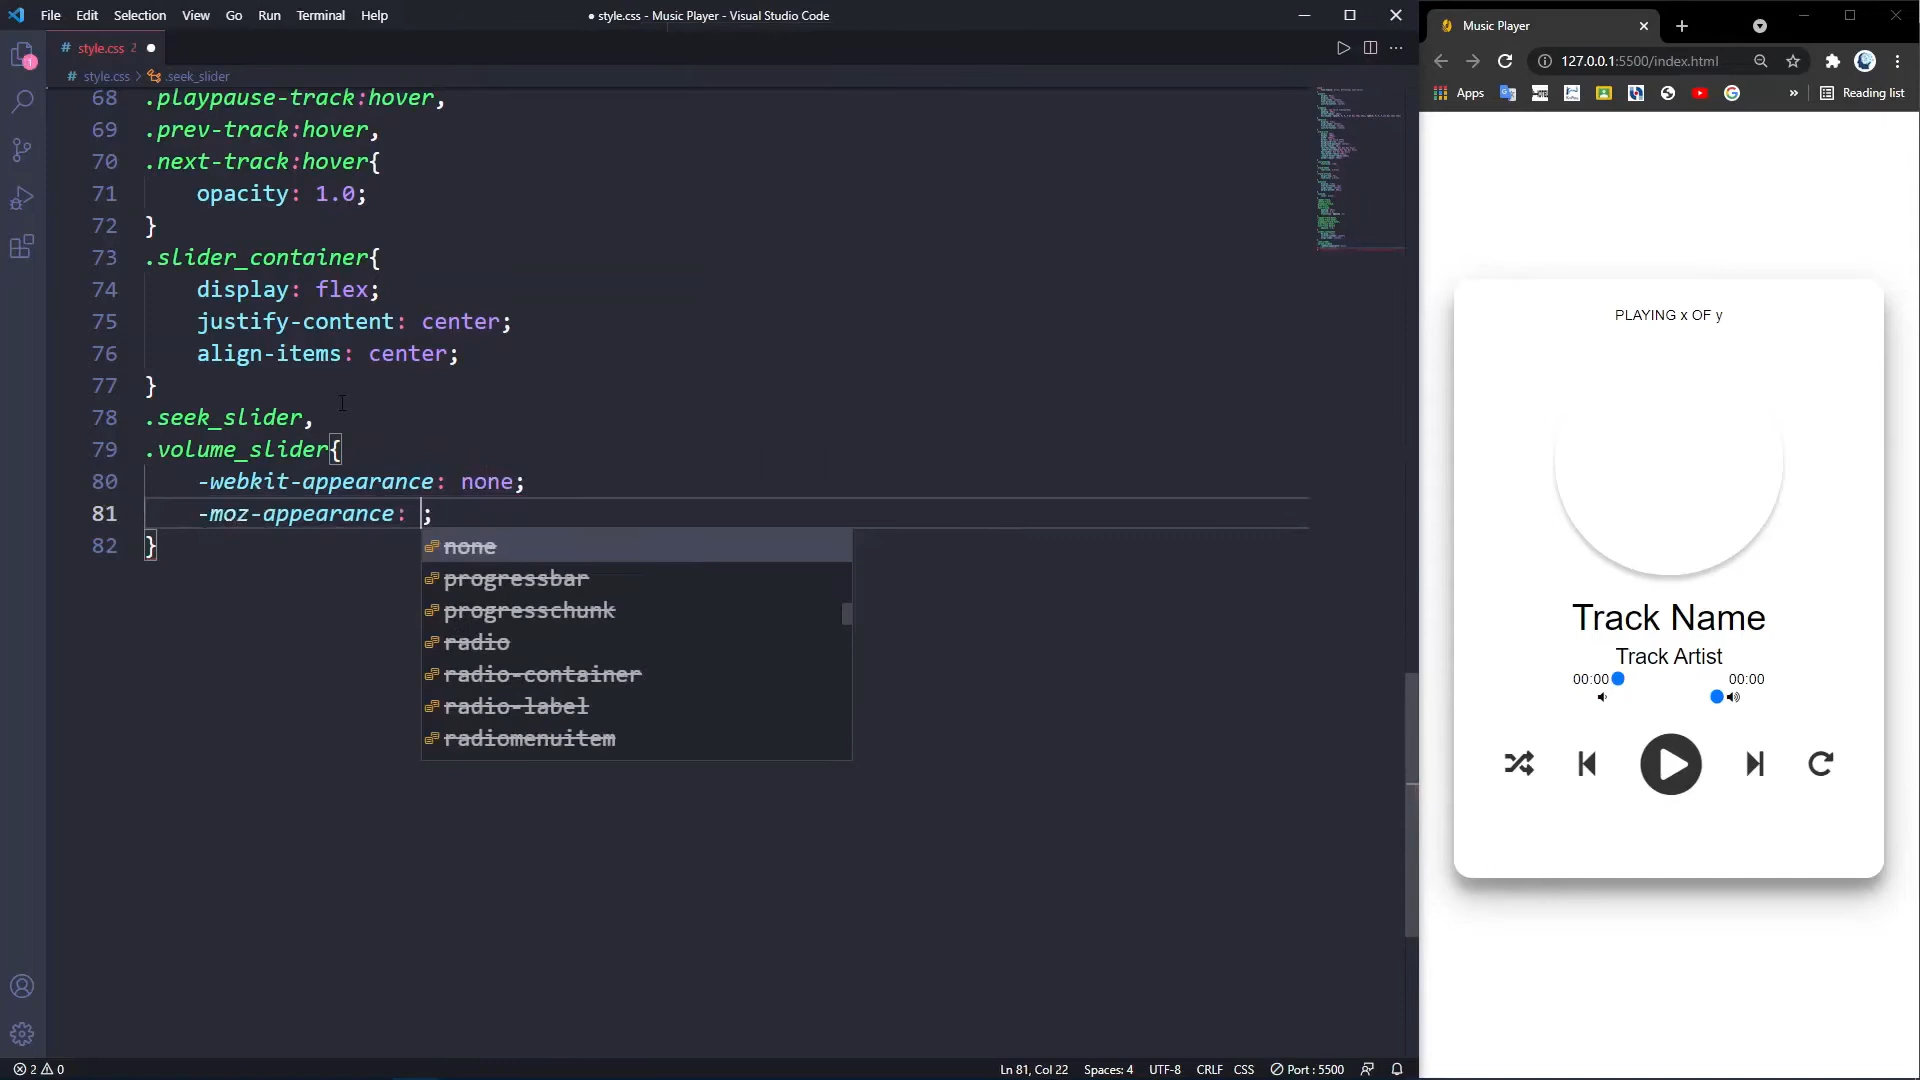 File Edit Selection View Go Run Terminal Help
● style.css - Music Player - Visual Studio Code
# style.css 2 ●
# style.css > .seek_slider
68 .playpause-track:hover,
69 .prev-track:hover,
70 .next-track:hover{
71 opacity: 1.0;
72 }
73 .slider_container{
74 display: flex;
75 justify-content: center;
76 align-items: center;
77 }
78 .seek_slider,
79 .volume_slider{
80 -webkit-appearance: none;
81 -moz-appearance: ;
82 }
none
progressbar
progresschunk
radio
radio-container
radio-label
radiomenuitem
1
2 0
Ln 81, Col 22 Spaces: 4 UTF-8 CRLF CSS Port : 5500
Music Player
127.0.0.1:5500/index.html
Apps » Reading list
PLAYING x OF y
Track Name
Track Artist
00:00 00:00